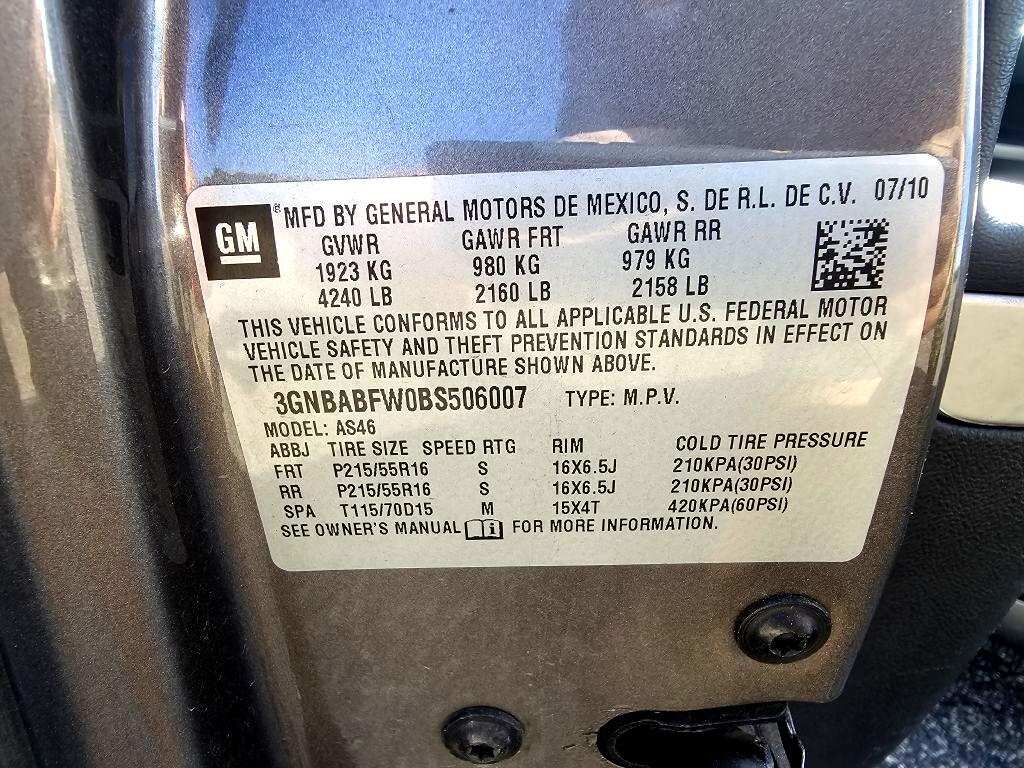 GM ® MFD BY GENERAL MOTORS DE MEXICO, S. DE R.L. DE C.V. 07/10
GVWR GAWR FRT GAWR RR
1923 KG 980 KG 979 KG
4240 LB 2160 LB 2158 LB
THIS VEHICLE CONFORMS TO ALL APPLICABLE U.S. FEDERAL MOTOR
VEHICLE SAFETY AND THEFT PREVENTION STANDARDS IN EFFECT ON
THE DATE OF MANUFACTURE SHOWN ABOVE.
3GNBABFW0BS506007 TYPE: M.P.V.
MODEL: AS46
ABBJ TIRE SIZE SPEED RTG RIM COLD TIRE PRESSURE
FRT P215/55R16 S 16X6.5J 210KPA(30PSI)
RR P215/55R16 S 16X6.5J 210KPA(30PSI)
SPA T115/70D15 M 15X4T 420KPA(60PSI)
SEE OWNER'S MANUAL i FOR MORE INFORMATION.